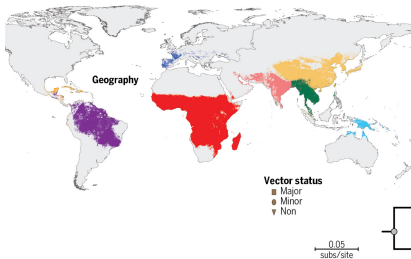 Geography
Vector status
Major
Minor
Non
0.05
subs/site